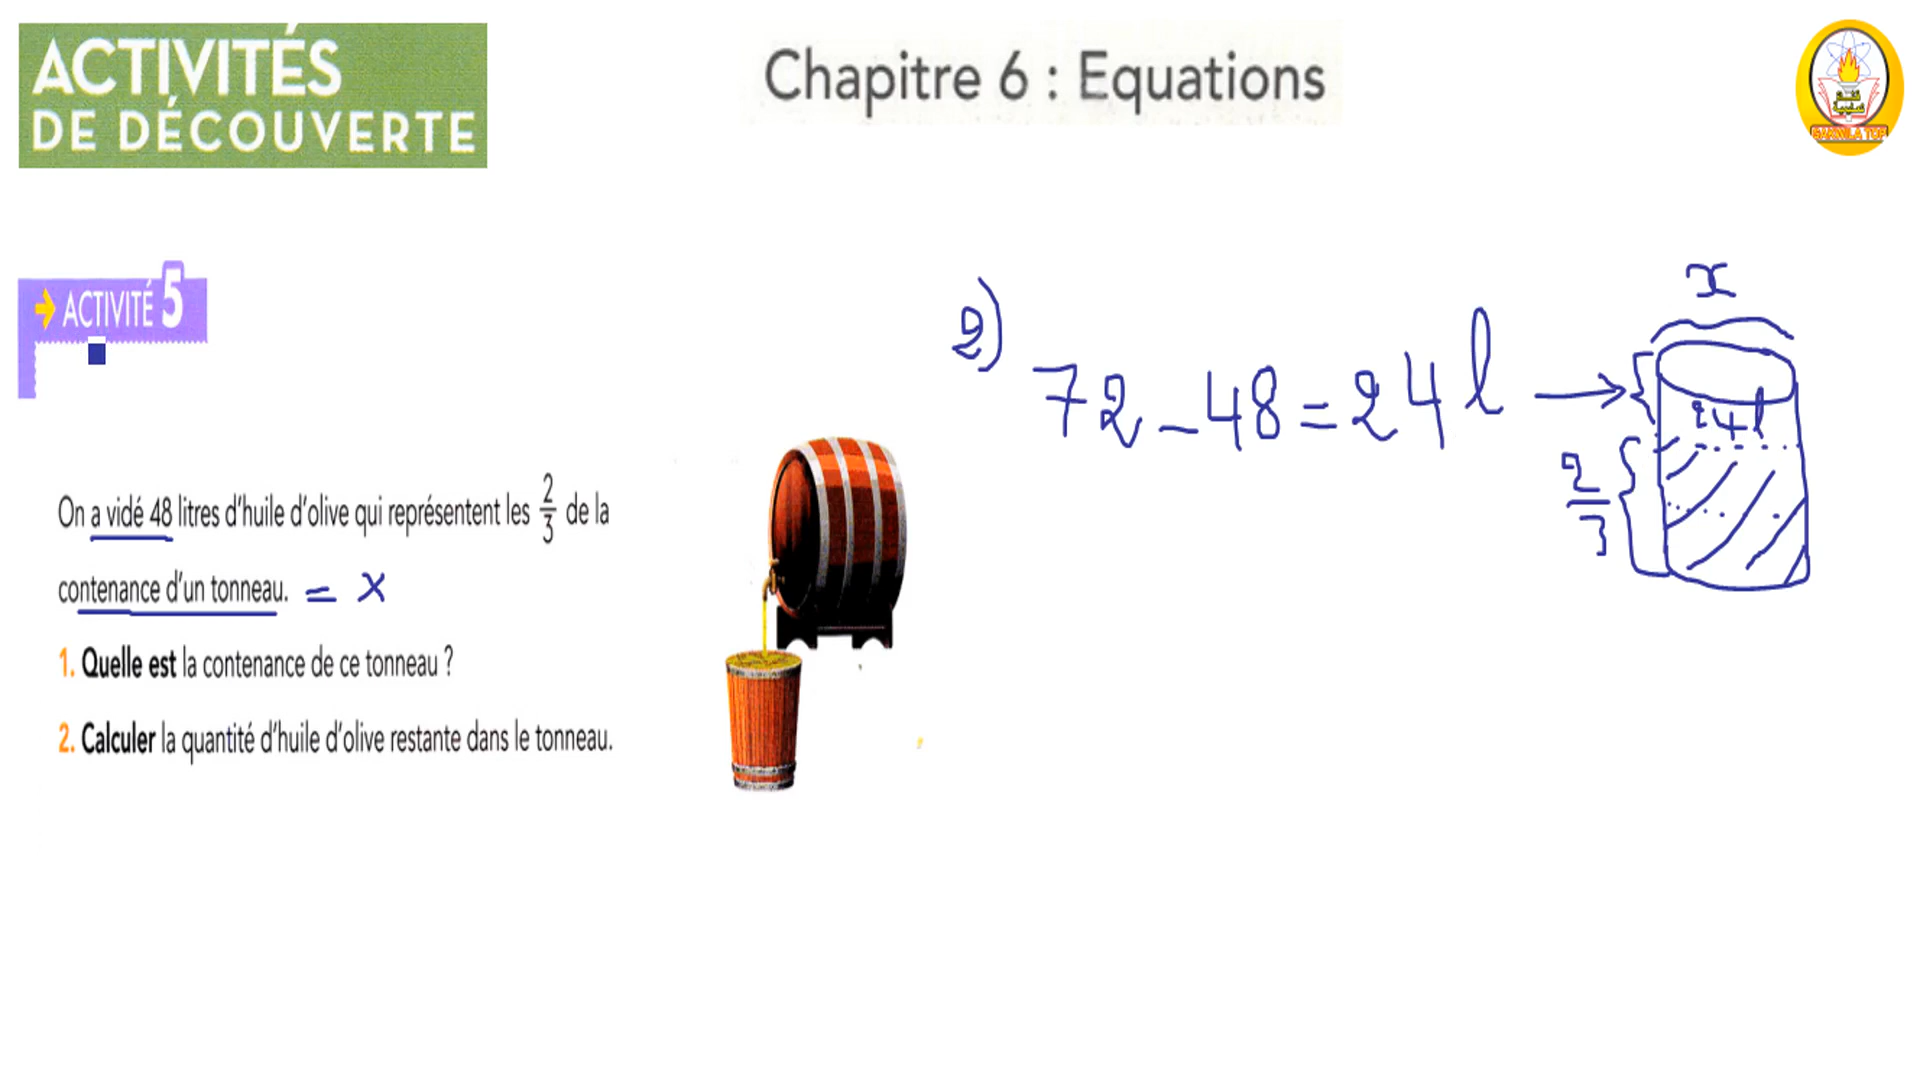 ACTIVITÉS
DE DÉCOUVERTE
Chapitre 6 : Equations
ACTIVITÉ 5
On a vidé 48 litres d'huile d'olive qui représentent les 2/3 de la
contenance d'un tonneau. = x
1. Quelle est la contenance de ce tonneau ?
2. Calculer la quantité d'huile d'olive restante dans le tonneau.
2)
72 - 48 = 24 l
x
24 l
2/3